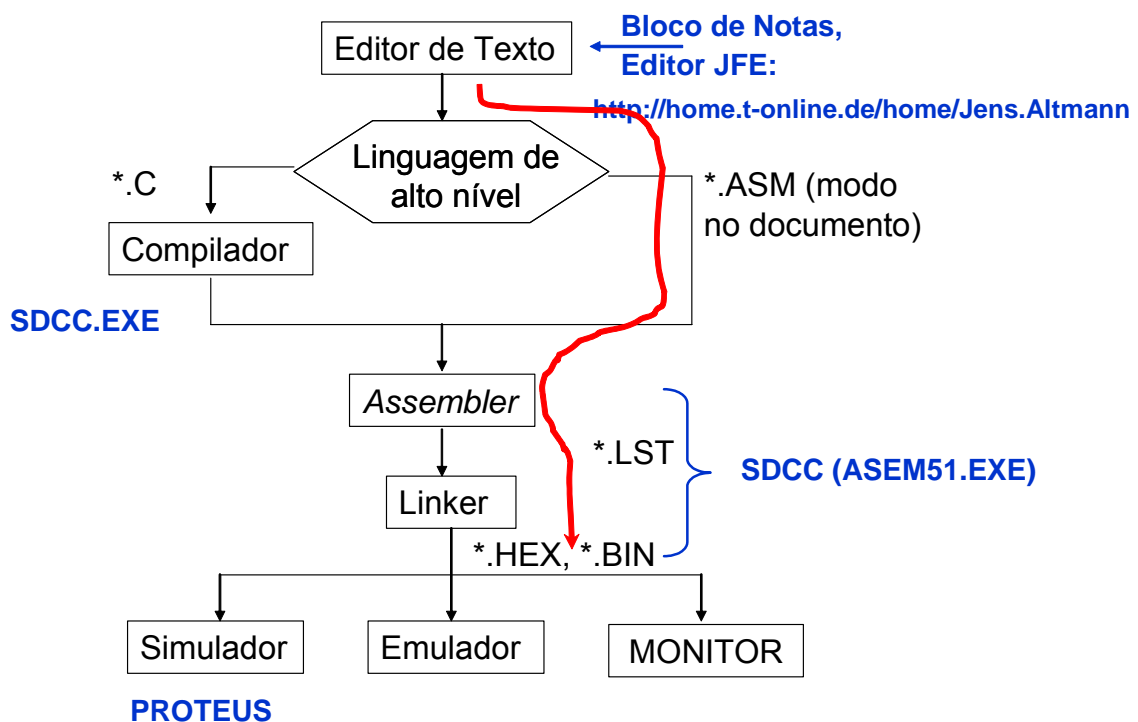 Editor de Texto
Bloco de Notas,
Editor JFE:
http://home.t-online.de/home/Jens.Altmann
Linguagem de
alto nível
*.C
*.ASM (modo
no documento)
Compilador
SDCC.EXE
Assembler
*.LST
SDCC (ASEM51.EXE)
Linker
*.HEX, *.BIN
Simulador
Emulador
MONITOR
PROTEUS